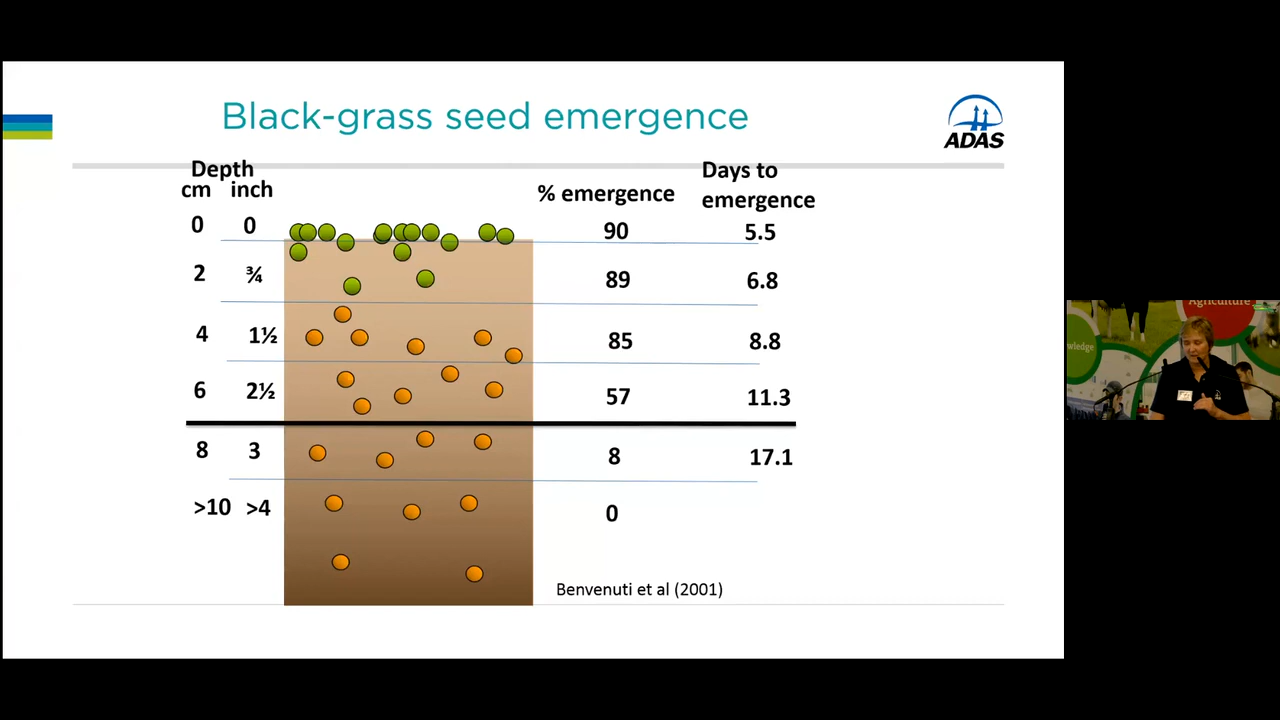 Black-grass seed emergence
ADAS
Depth
cm inch
% emergence
Days to
emergence
0 0 90 5.5
2 ¾ 89 6.8
4 1½ 85 8.8
6 2½ 57 11.3
8 3 8 17.1
>10 >4 0
Benvenuti et al (2001)
Agriculture
wledge